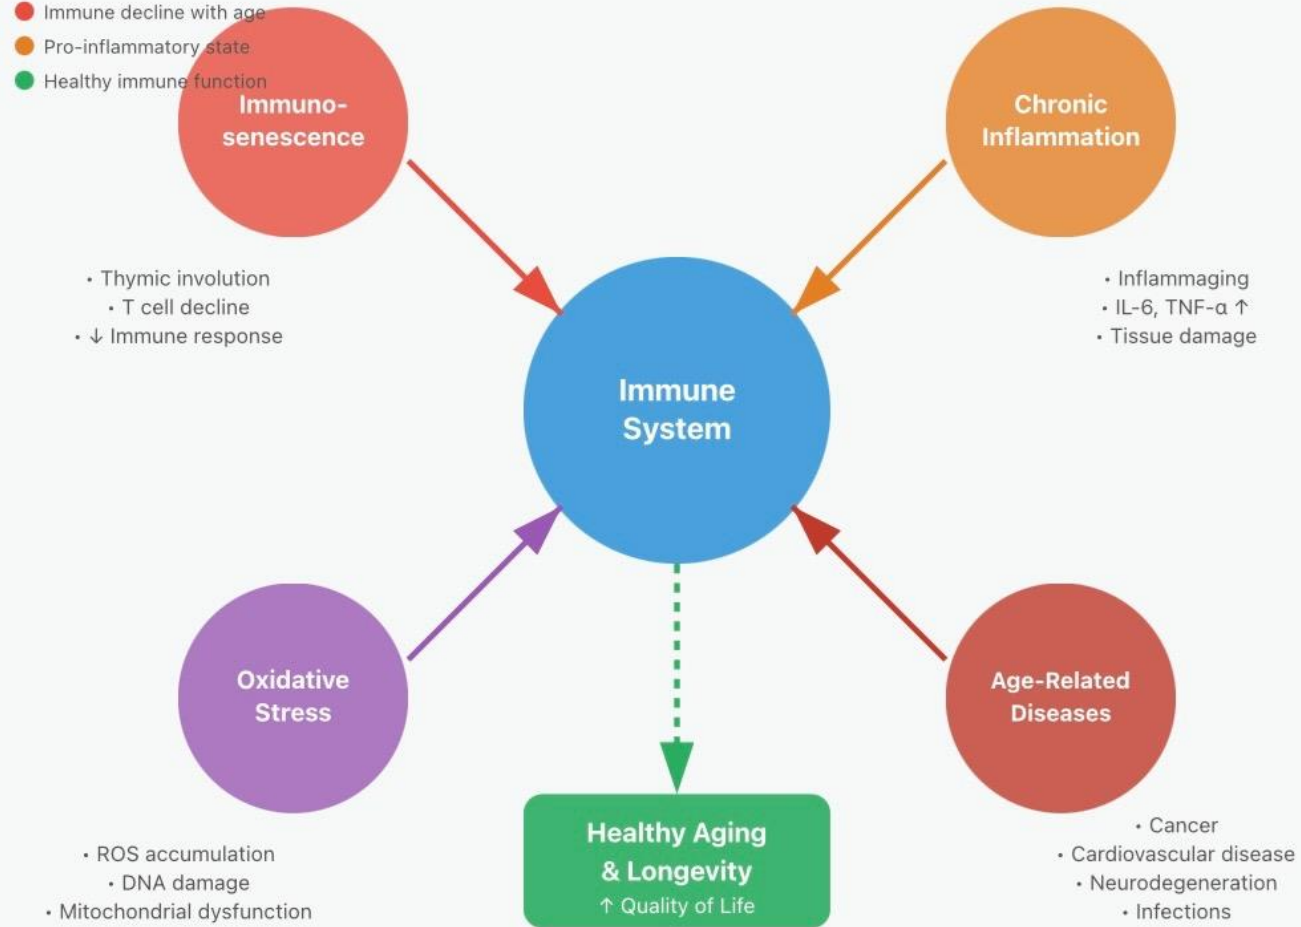 Immune decline with age
Pro-inflammatory state
Healthy immune function
Immuno-
senescence
Chronic
Inflammation
• Thymic involution
• T cell decline
• ↓ Immune response
• Inflammaging
• IL-6, TNF-α ↑
• Tissue damage
Immune
System
Oxidative
Stress
Age-Related
Diseases
• ROS accumulation
• DNA damage
• Mitochondrial dysfunction
Healthy Aging
& Longevity
↑ Quality of Life
• Cancer
• Cardiovascular disease
• Neurodegeneration
• Infections